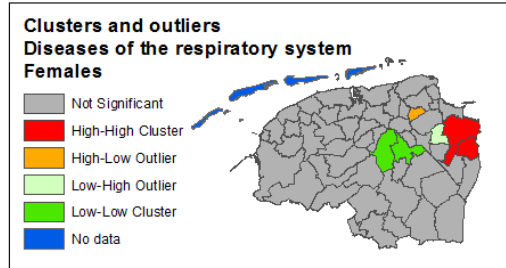 Clusters and outliers
Diseases of the respiratory system
Females
Not Significant
High-High Cluster
High-Low Outlier
Low-High Outlier
Low-Low Cluster
No data